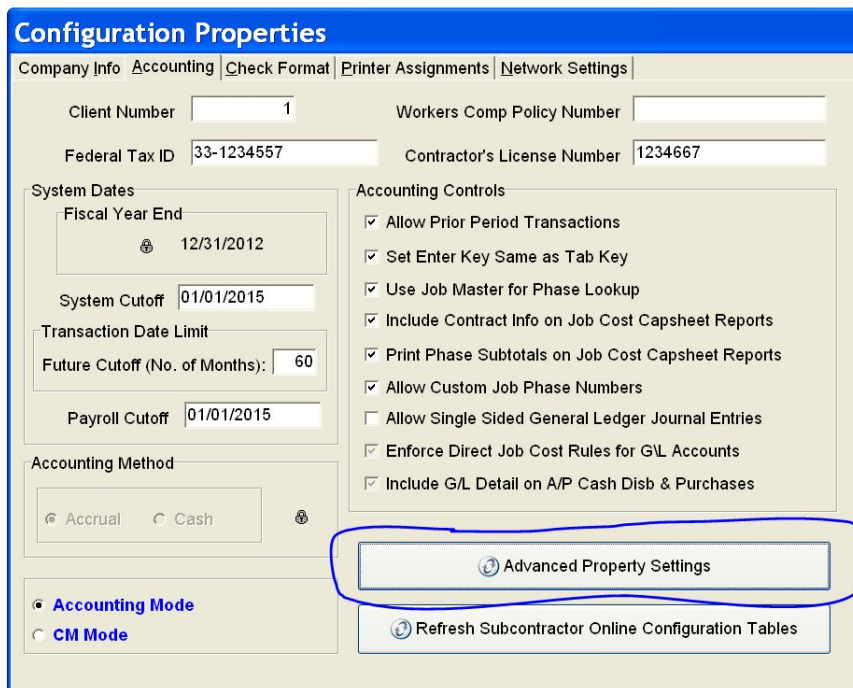 Configuration Properties
Company Info Accounting Check Format Printer Assignments Network Settings
Client Number 1 Workers Comp Policy Number
Federal Tax ID 33-1234557 Contractor's License Number 1234667
System Dates
Fiscal Year End
12/31/2012
System Cutoff 01/01/2015
Transaction Date Limit
Future Cutoff (No. of Months): 60
Payroll Cutoff 01/01/2015
Accounting Method
Accrual Cash
Accounting Mode
CM Mode
Accounting Controls
Allow Prior Period Transactions
Set Enter Key Same as Tab Key
Use Job Master for Phase Lookup
Include Contract Info on Job Cost Capsheet Reports
Print Phase Subtotals on Job Cost Capsheet Reports
Allow Custom Job Phase Numbers
Allow Single Sided General Ledger Journal Entries
Enforce Direct Job Cost Rules for G\L Accounts
Include G/L Detail on A/P Cash Disb & Purchases
Advanced Property Settings
Refresh Subcontractor Online Configuration Tables